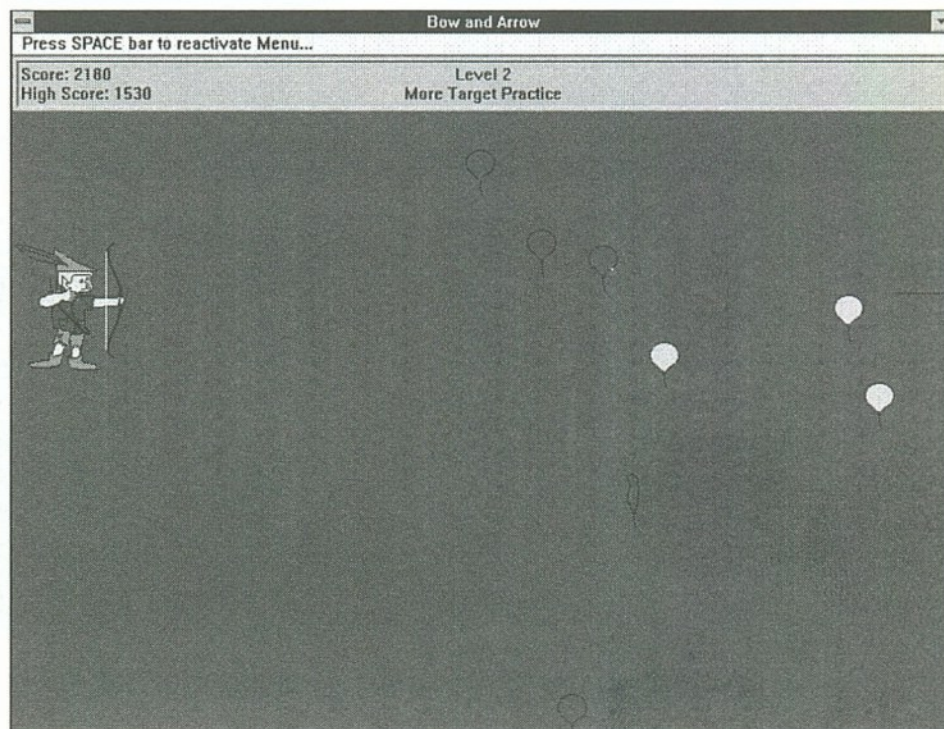 Bow and Arrow
Press SPACE bar to reactivate Menu...
Score: 2180
Level 2
High Score: 1530
More Target Practice